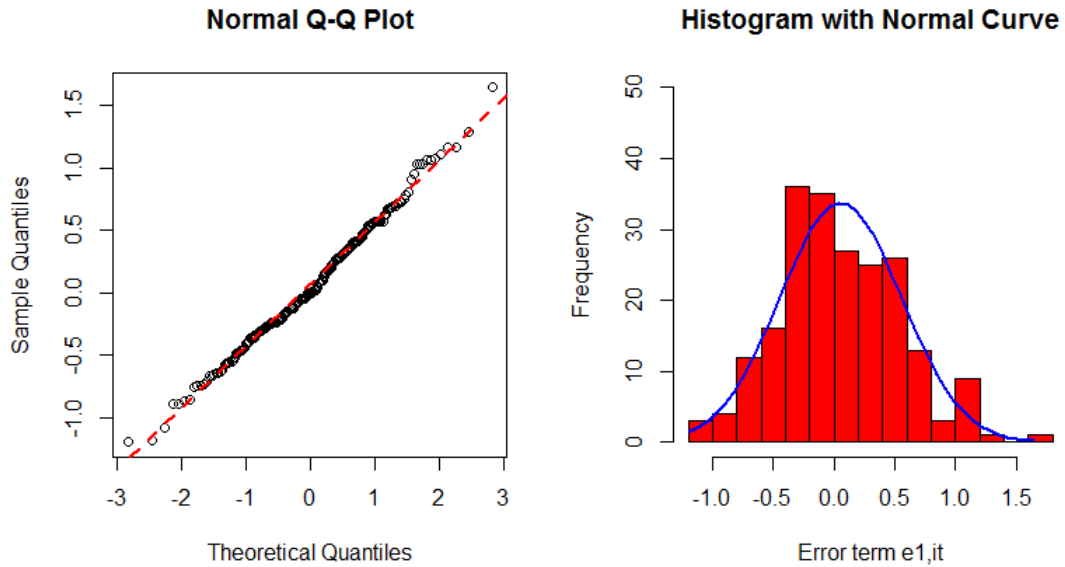 Normal Q-Q Plot
Sample Quantiles
1.5
1.0
0.5
0.0
-0.5
-1.0
-3 -2 -1 0 1 2 3
Theoretical Quantiles
Histogram with Normal Curve
Frequency
50
40
30
20
10
0
-1.0 -0.5 0.0 0.5 1.0 1.5
Error term e1,it